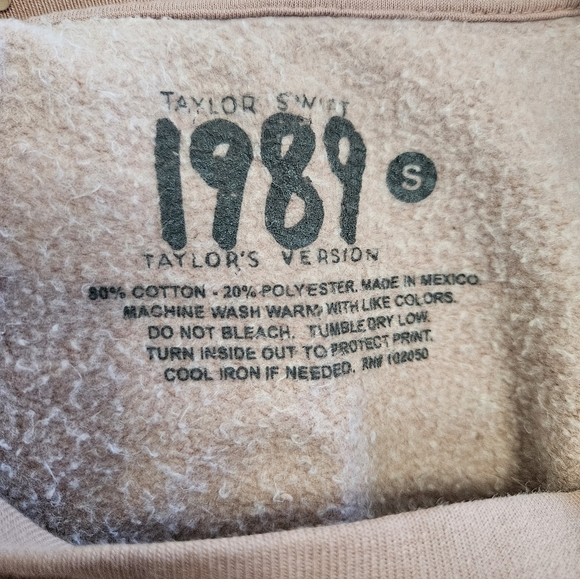 TAYLOR SWIFT
1989
S
TAYLOR'S VERSION
80% COTTON - 20% POLYESTER. MADE IN MEXICO.
MACHINE WASH WARM WITH LIKE COLORS.
DO NOT BLEACH. TUMBLE DRY LOW.
TURN INSIDE OUT TO PROTECT PRINT.
COOL IRON IF NEEDED. RN# 102050